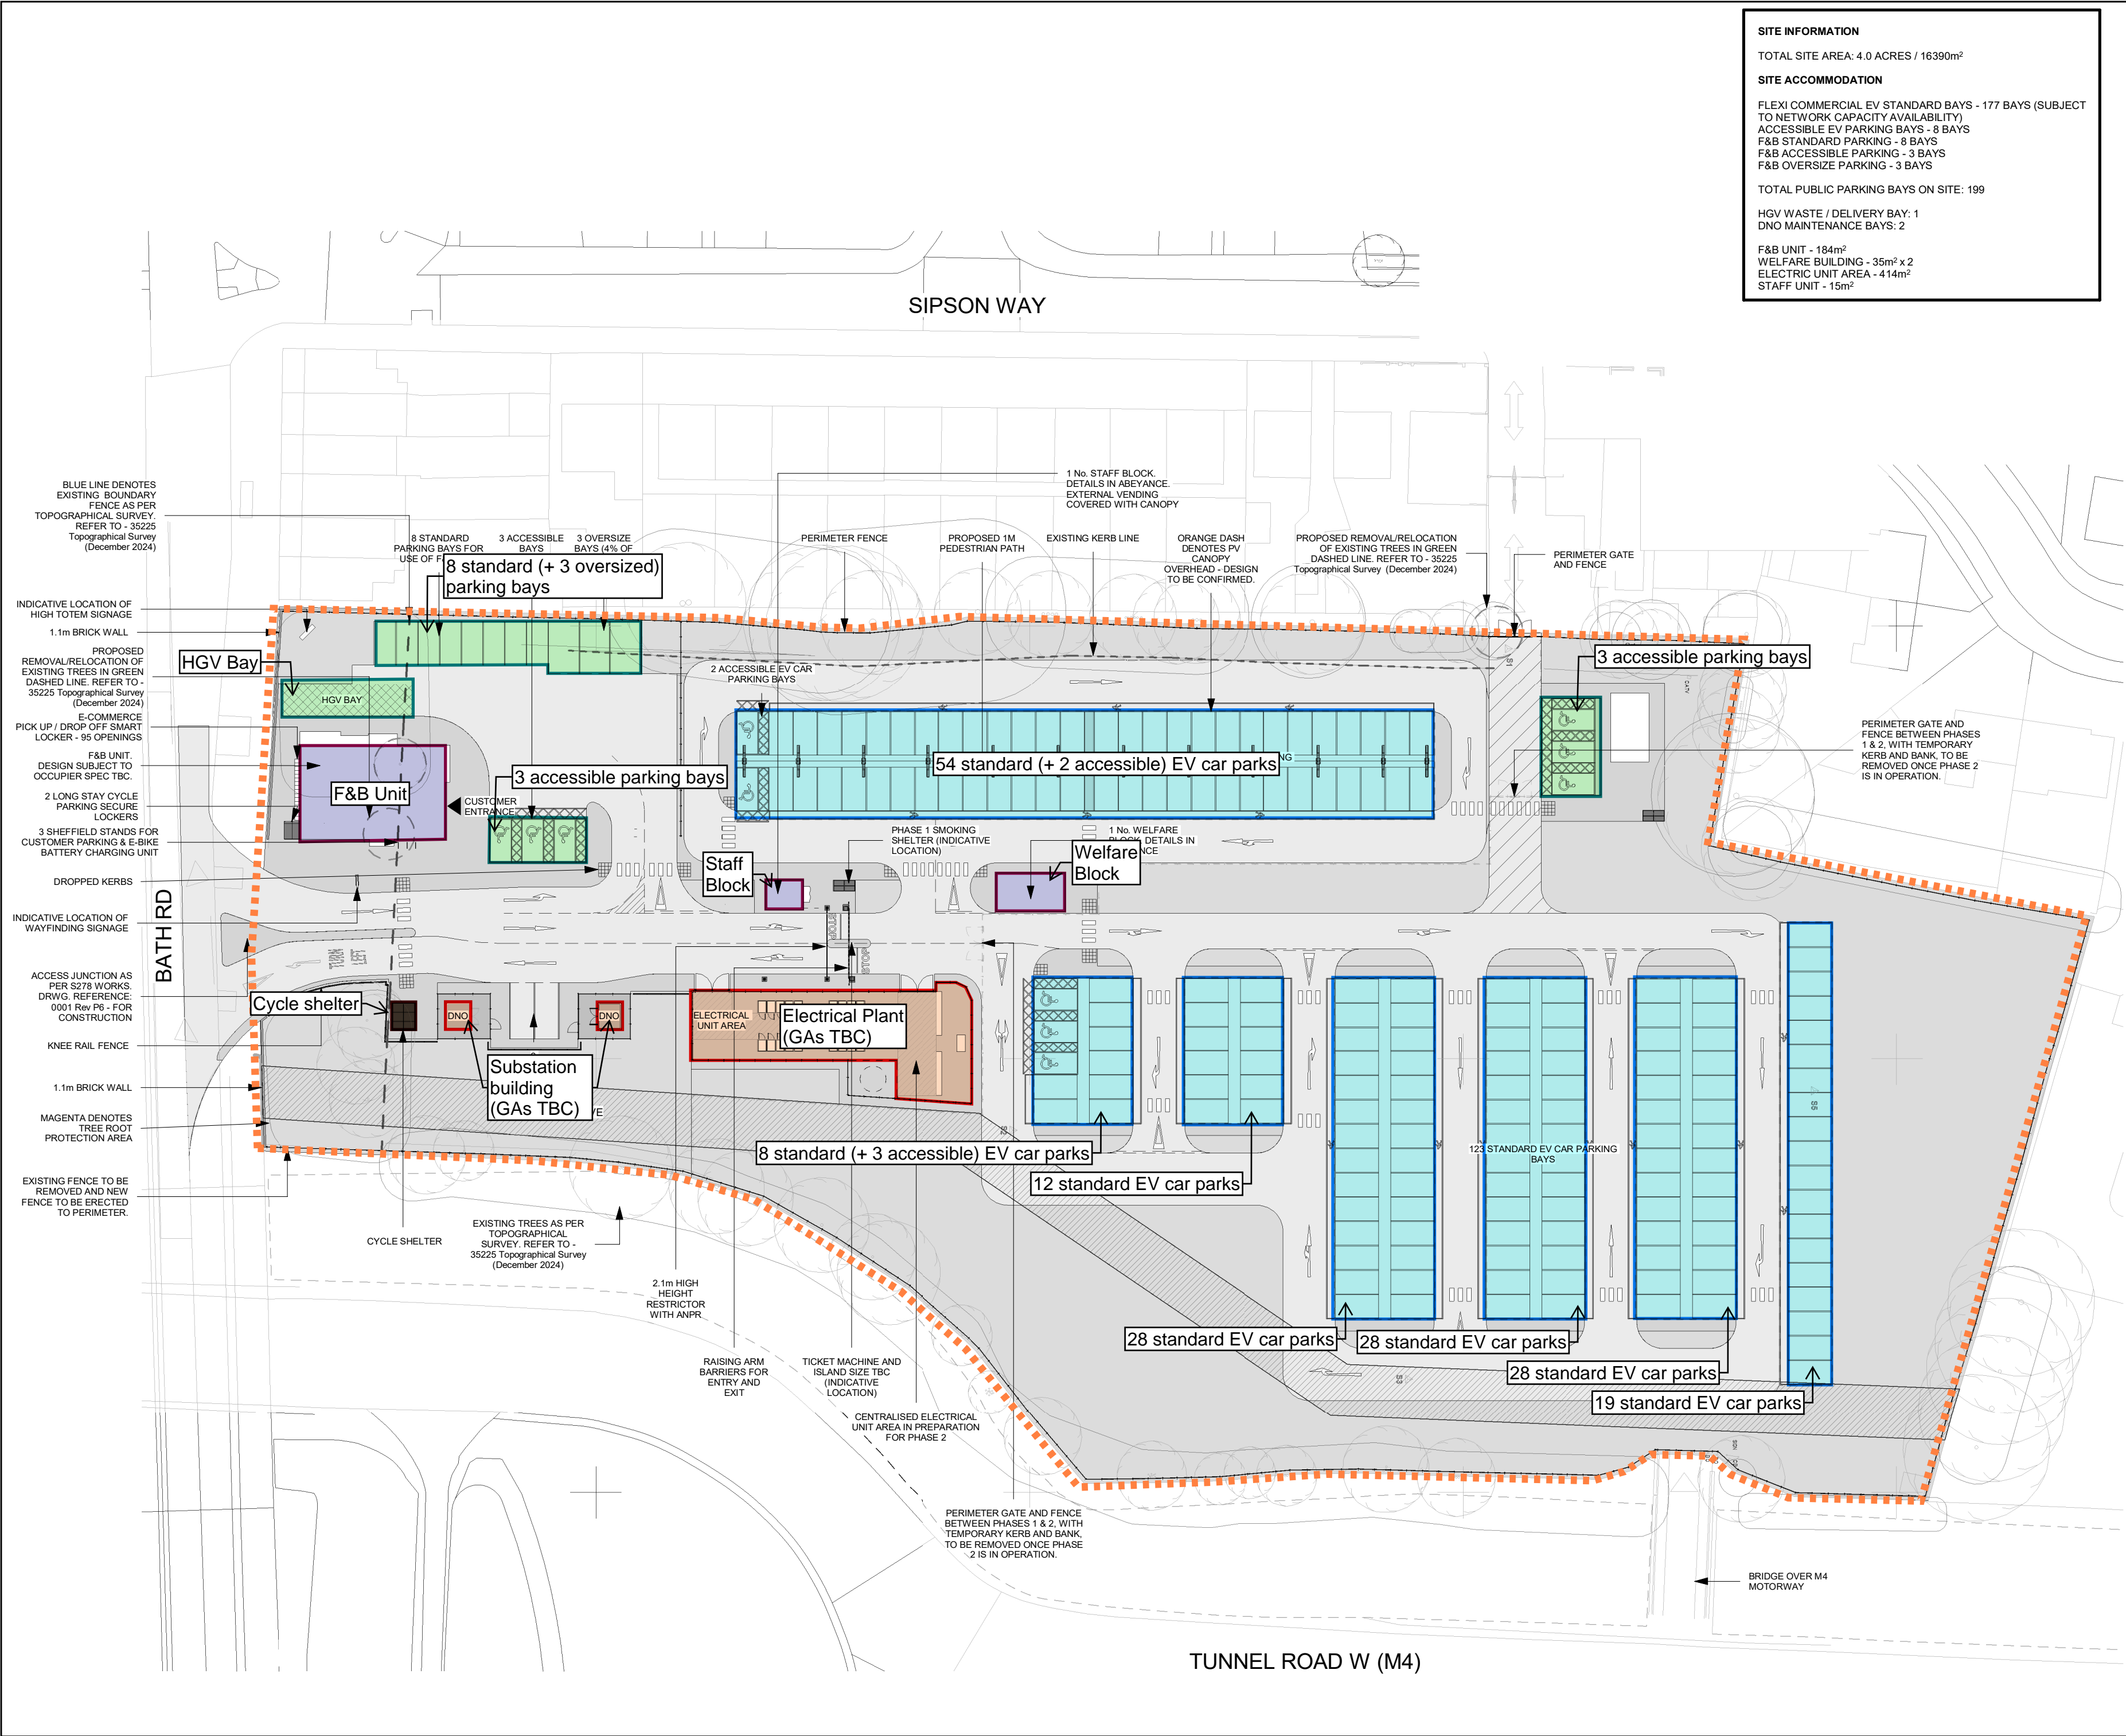 SITE INFORMATION
TOTAL SITE AREA: 4.0 ACRES / 16390m²
SITE ACCOMMODATION
FLEXI COMMERCIAL EV STANDARD BAYS - 177 BAYS (SUBJECT
TO NETWORK CAPACITY AVAILABILITY)
ACCESSIBLE EV PARKING BAYS - 8 BAYS
F&B STANDARD PARKING - 8 BAYS
F&B ACCESSIBLE PARKING - 3 BAYS
F&B OVERSIZE PARKING - 3 BAYS
TOTAL PUBLIC PARKING BAYS ON SITE: 199
HGV WASTE / DELIVERY BAY: 1
DNO MAINTENANCE BAYS: 2
F&B UNIT - 184m²
WELFARE BUILDING - 35m² x 2
ELECTRIC UNIT AREA - 414m²
STAFF UNIT - 15m²
SIPSON WAY
BLUE LINE DENOTES
EXISTING BOUNDARY
FENCE AS PER
TOPOGRAPHICAL SURVEY.
REFER TO - 35225
Topographical Survey
(December 2024)
1 No. STAFF BLOCK.
DETAILS IN ABEYANCE.
EXTERNAL VENDING
COVERED WITH CANOPY
8 STANDARD
PARKING BAYS FOR
USE OF F
3 ACCESSIBLE
BAYS
3 OVERSIZE
BAYS (4% OF
8 standard (+ 3 oversized)
parking bays
PERIMETER FENCE
PROPOSED 1M
PEDESTRIAN PATH
EXISTING KERB LINE
ORANGE DASH
DENOTES PV
CANOPY
OVERHEAD - DESIGN
TO BE CONFIRMED.
PROPOSED REMOVAL/RELOCATION
OF EXISTING TREES IN GREEN
DASHED LINE. REFER TO - 35225
Topographical Survey (December 2024)
PERIMETER GATE
AND FENCE
INDICATIVE LOCATION OF
HIGH TOTEM SIGNAGE
1.1m BRICK WALL
PROPOSED
REMOVAL/RELOCATION OF
EXISTING TREES IN GREEN
DASHED LINE. REFER TO -
35225 Topographical Survey
(December 2024)
HGV Bay
HGV BAY
2 ACCESSIBLE EV CAR
PARKING BAYS
3 accessible parking bays
S1
CATV
E-COMMERCE
PICK UP / DROP OFF SMART
LOCKER - 95 OPENINGS
F&B UNIT.
DESIGN SUBJECT TO
OCCUPIER SPEC TBC.
2 LONG STAY CYCLE
PARKING SECURE
LOCKERS
3 SHEFFIELD STANDS FOR
CUSTOMER PARKING & E-BIKE
BATTERY CHARGING UNIT
F&B Unit
CUSTOMER
ENTRANCE
3 accessible parking bays
54 standard (+ 2 accessible) EV car parks
NG
PERIMETER GATE AND
FENCE BETWEEN PHASES
1 & 2, WITH TEMPORARY
KERB AND BANK, TO BE
REMOVED ONCE PHASE 2
IS IN OPERATION.
PHASE 1 SMOKING
SHELTER (INDICATIVE
LOCATION)
1 No. WELFARE
DETAILS IN
NCE
Welfare
Block
Staff
Block
DROPPED KERBS
INDICATIVE LOCATION OF
WAYFINDING SIGNAGE
BATH RD
TURN
LEFT
STOP
STOP
ACCESS JUNCTION AS
PER S278 WORKS.
DRWG. REFERENCE:
0001 Rev P6 - FOR
CONSTRUCTION
KNEE RAIL FENCE
1.1m BRICK WALL
MAGENTA DENOTES
TREE ROOT
PROTECTION AREA
EXISTING FENCE TO BE
REMOVED AND NEW
FENCE TO BE ERECTED
TO PERIMETER.
Cycle shelter
DNO
DNO
Substation
building
(GAs TBC)
VE
ELECTRICAL
UNIT AREA
Electrical Plant
(GAs TBC)
S2
S5
8 standard (+ 3 accessible) EV car parks
12 standard EV car parks
123 STANDARD EV CAR PARKING
BAYS
CYCLE SHELTER
EXISTING TREES AS PER
TOPOGRAPHICAL
SURVEY. REFER TO -
35225 Topographical Survey
(December 2024)
2.1m HIGH
HEIGHT
RESTRICTOR
WITH ANPR
28 standard EV car parks
28 standard EV car parks
28 standard EV car parks
19 standard EV car parks
S3
RAISING ARM
BARRIERS FOR
ENTRY AND
EXIT
TICKET MACHINE AND
ISLAND SIZE TBC
(INDICATIVE
LOCATION)
CENTRALISED ELECTRICAL
UNIT AREA IN PREPARATION
FOR PHASE 2
PERIMETER GATE AND FENCE
BETWEEN PHASES 1 & 2, WITH
TEMPORARY KERB AND BANK,
TO BE REMOVED ONCE PHASE
2 IS IN OPERATION.
BRIDGE OVER M4
MOTORWAY
TUNNEL ROAD W (M4)